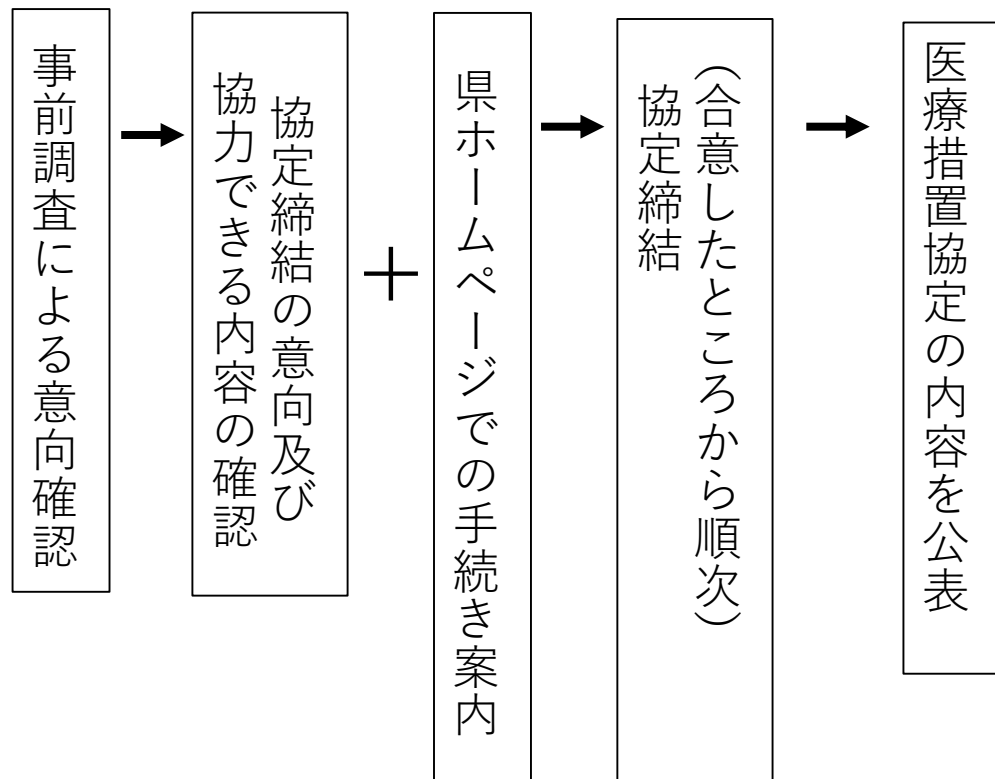 事前調査による意向確認
協定締結の意向及び
協力できる内容の確認
＋
県ホームページでの手続き案内
（合意したところから順次）
協定締結
医療措置協定の内容を公表